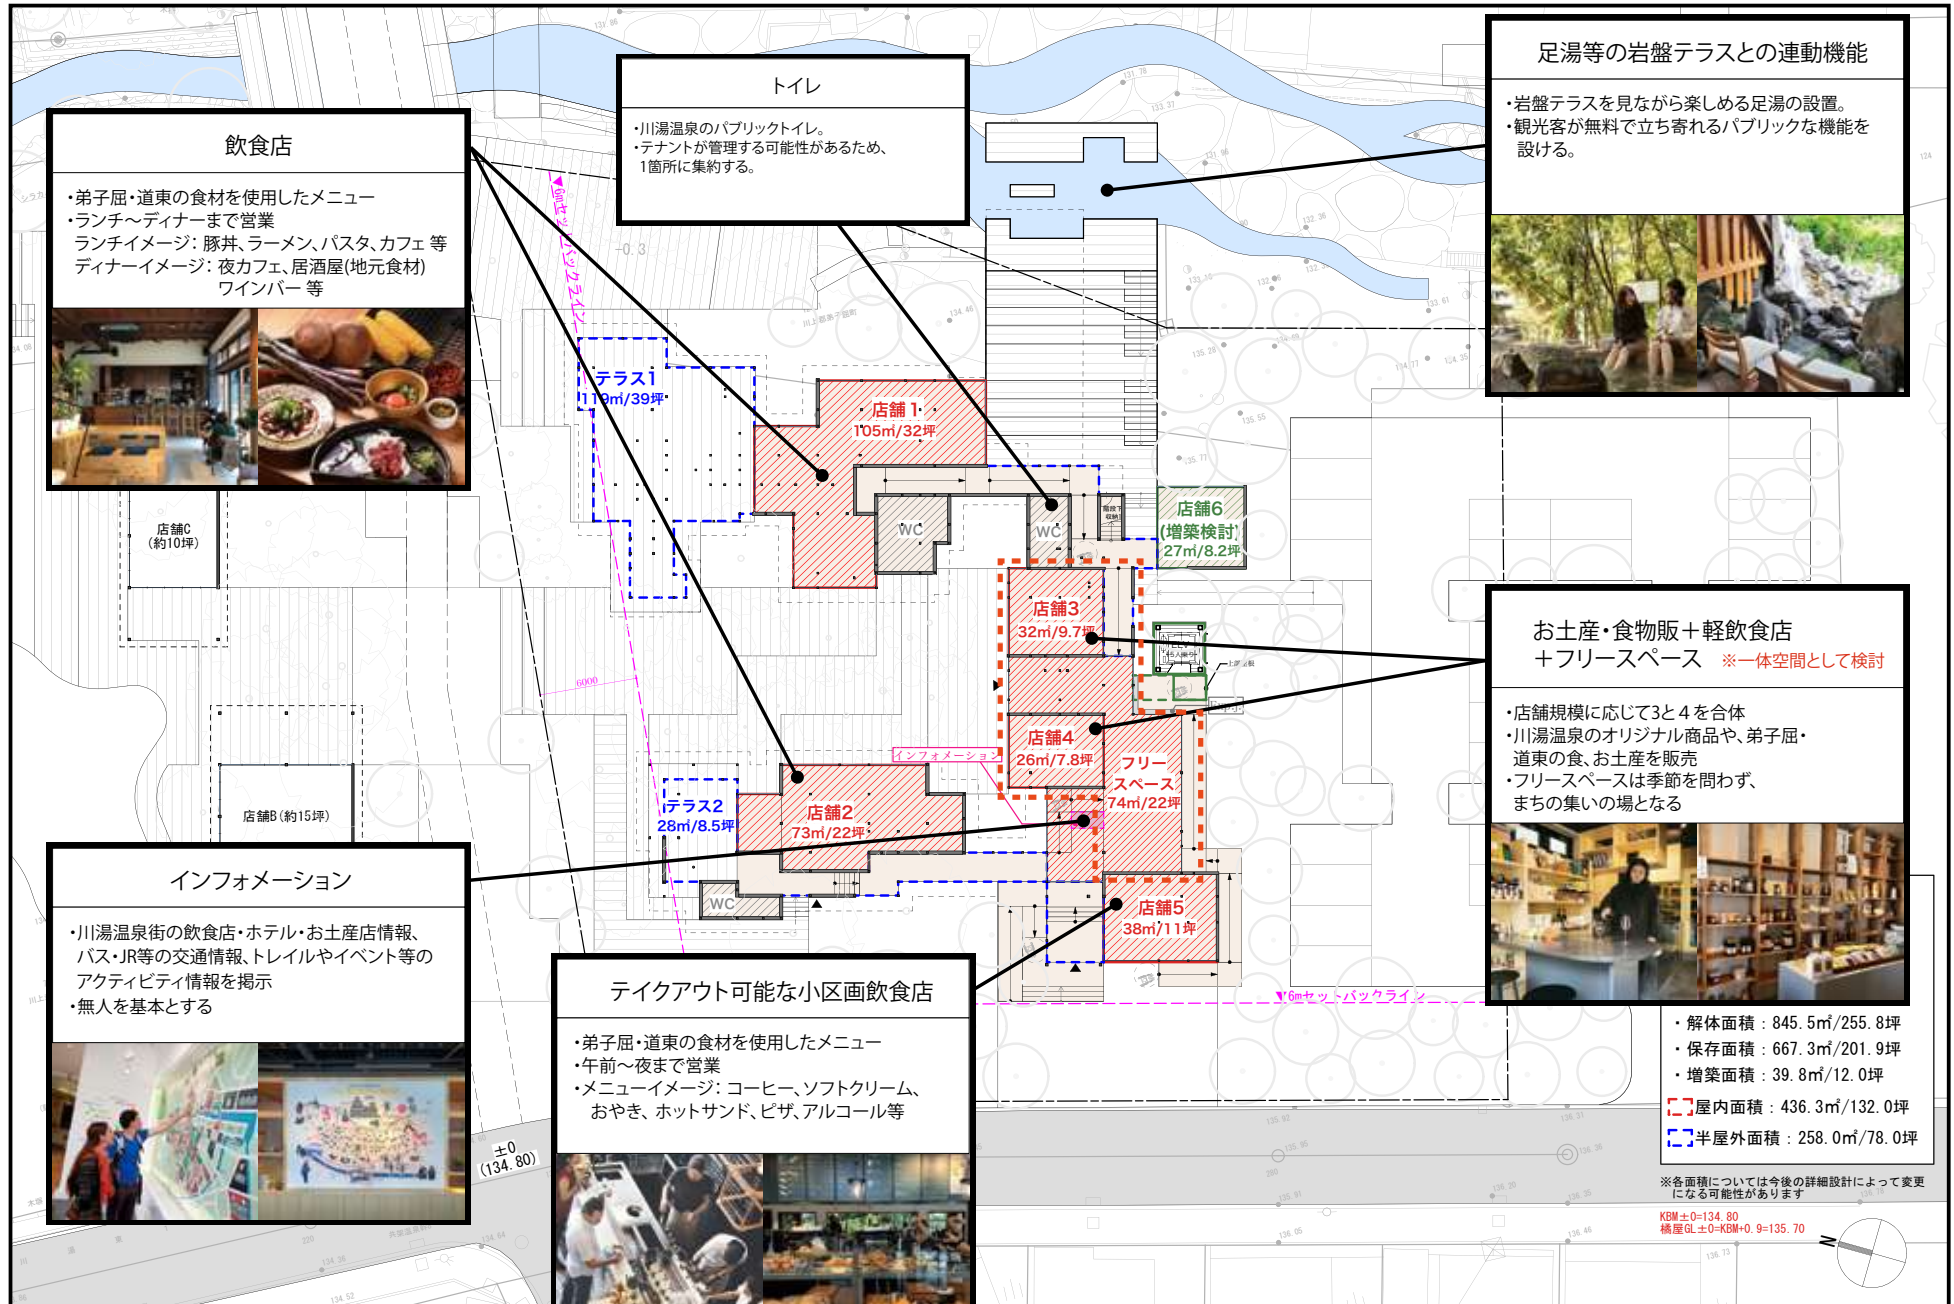 飲食店
・弟子屈・道東の食材を使用したメニュー
・ランチ～ディナーまで営業
ランチイメージ：豚丼、ラーメン、パスタ、カフェ 等
ディナーイメージ：夜カフェ、居酒屋(地元食材)
ワインバー 等
トイレ
・川湯温泉のパブリックトイレ。
・テナントが管理する可能性があるため、
1箇所に集約する。
足湯等の岩盤テラスとの連動機能
・岩盤テラスを見ながら楽しめる足湯の設置。
・観光客が無料で立ち寄れるパブリックな機能を
設ける。
▼6mセットバックライン
-0.3
テラス1
119㎡/39坪
店舗1
105㎡/32坪
WC
WC
店舗6
(増築検討)
27㎡/8.2坪
店舗C
(約10坪)
店舗3
32㎡/9.7坪
6000
店舗4
26㎡/7.8坪
インフォメーション
フリー
スペース
74㎡/22坪
テラス2
28㎡/8.5坪
店舗2
73㎡/22坪
WC
店舗B(約15坪)
店舗5
38㎡/11坪
お土産・食物販＋軽飲食店
＋フリースペース ※一体空間として検討
・店舗規模に応じて3と４を合体
・川湯温泉のオリジナル商品や、弟子屈・
道東の食、お土産を販売
・フリースペースは季節を問わず、
まちの集いの場となる
インフォメーション
・川湯温泉街の飲食店・ホテル・お土産店情報、
バス・JR等の交通情報、トレイルやイベント等の
アクティビティ情報を掲示
・無人を基本とする
テイクアウト可能な小区画飲食店
・弟子屈・道東の食材を使用したメニュー
・午前～夜まで営業
・メニューイメージ：コーヒー、ソフトクリーム、
おやき、ホットサンド、ピザ、アルコール等
▼6mセットバックライン
・解体面積：845.5㎡/255.8坪
・保存面積：667.3㎡/201.9坪
・増築面積：39.8㎡/12.0坪
屋内面積：436.3㎡/132.0坪
半屋外面積：258.0㎡/78.0坪
※各面積については今後の詳細設計によって変更
になる可能性があります
KBM±0=134.80
橘屋GL±0=KBM+0.9=135.70
±0
(134.80)
N